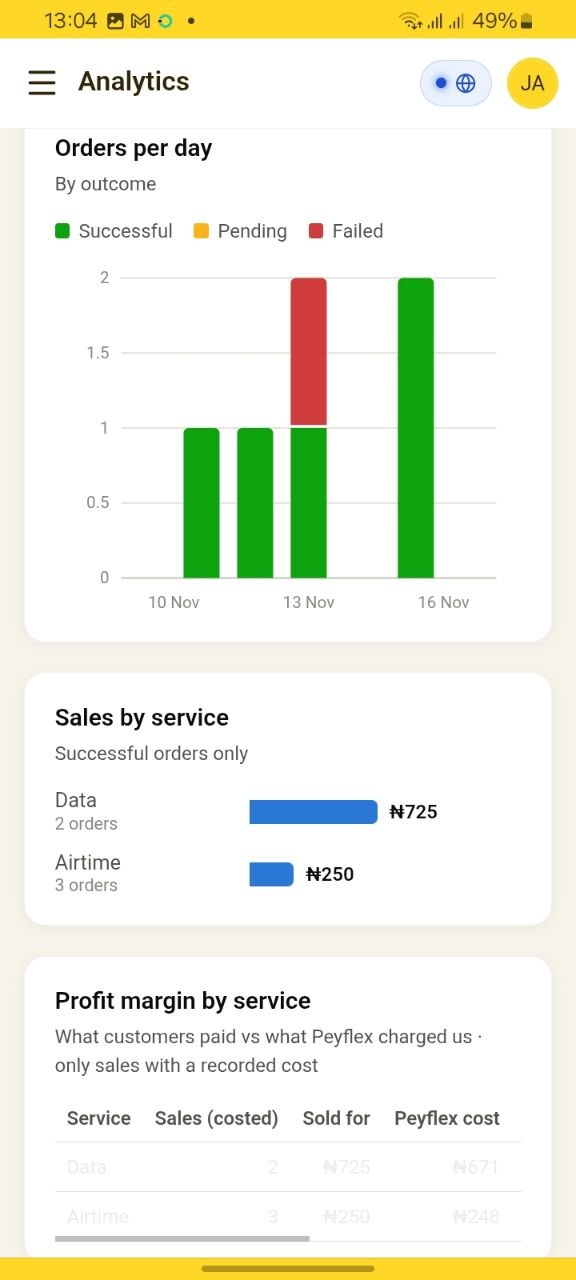 13:04 49%
Analytics JA
Orders per day
By outcome
Successful Pending Failed
2
1.5
1
0.5
0
10 Nov 13 Nov 16 Nov
Sales by service
Successful orders only
Data
2 orders
₦725
Airtime
3 orders
₦250
Profit margin by service
What customers paid vs what Peyflex charged us ·
only sales with a recorded cost
Service Sales (costed) Sold for Peyflex cost
Data 2 ₦725 ₦671
Airtime 3 ₦250 ₦248